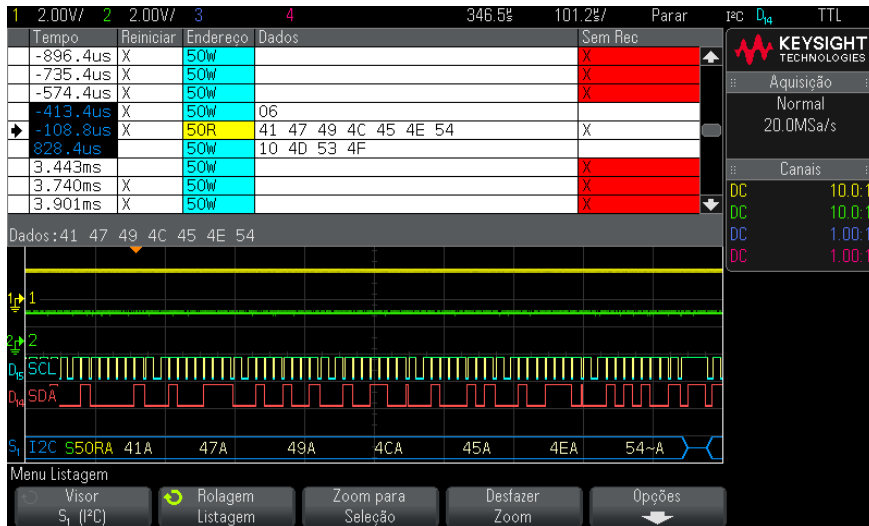 1 2.00V/ 2 2.00V/ 3 4 346.5% 101.2%/ Parar I²C D14 TTL
Tempo Reiniciar Endereço Dados Sem Rec
-896.4us X 50W X
-735.4us X 50W X
-574.4us X 50W X
-413.4us X 50W 06
-108.8us X 50R 41 47 49 4C 45 4E 54 X
828.4us 50W 10 4D 53 4F
3.443ms 50W X
3.740ms X 50W X
3.901ms X 50W X
Dados:41 47 49 4C 45 4E 54
KEYSIGHT
TECHNOLOGIES
Aquisição
Normal
20.0MSa/s
Canais
DC 10.0:1
DC 10.0:1
DC 1.00:1
DC 1.00:1
1 1
2 2
D15 SCL
D14 SDA
S1 I2C S50RA 41A 47A 49A 4CA 45A 4EA 54~A
Menu Listagem
Visor Rolagem Zoom para Desfazer Opções
S1 (I²C) Listagem Seleção Zoom